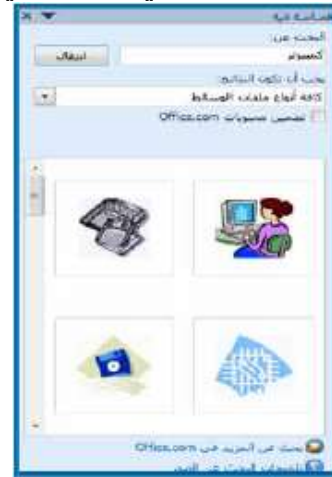 قصاصة فنية
البحث عن:
كمبيوتر
انتقال
يجب أن تكون النتائج:
كافة أنواع ملفات الوسائط
تضمين محتويات Office.com
بحث عن المزيد في Office.com
تلميحات البحث عن الصور